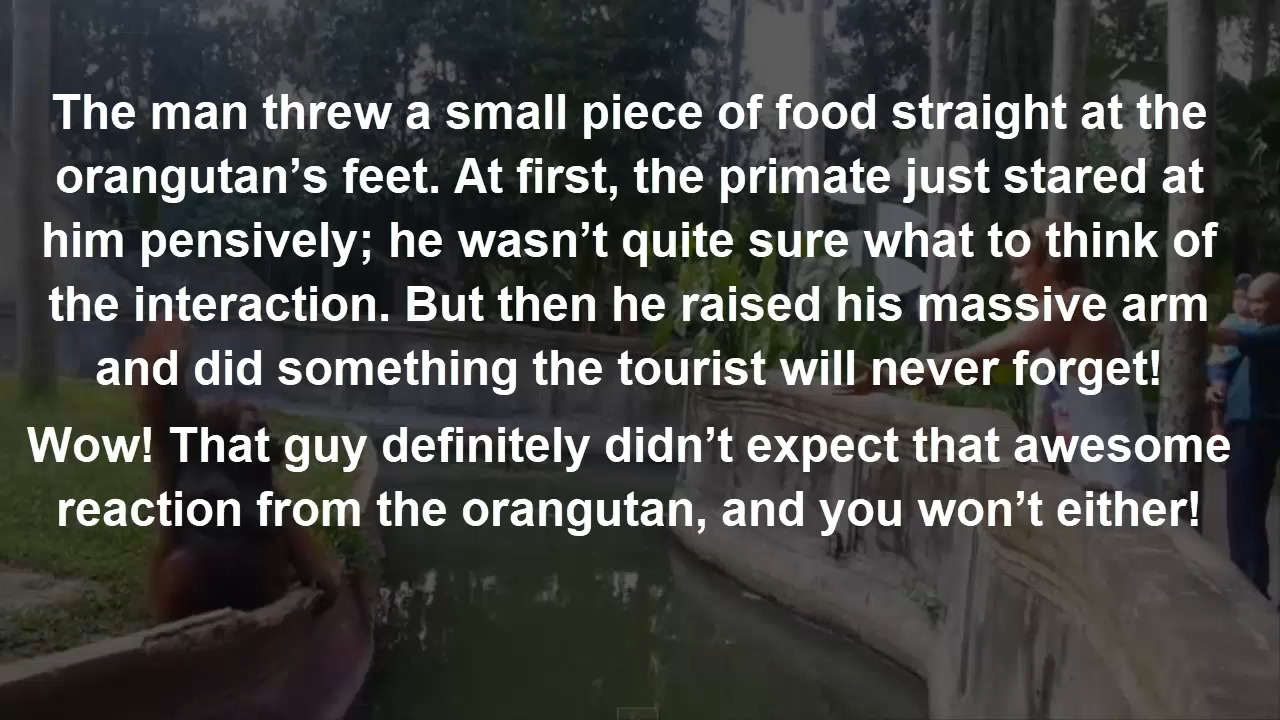 The man threw a small piece of food straight at the
orangutan’s feet. At first, the primate just stared at
him pensively; he wasn’t quite sure what to think of
the interaction. But then he raised his massive arm
and did something the tourist will never forget!
Wow! That guy definitely didn’t expect that awesome
reaction from the orangutan, and you won’t either!